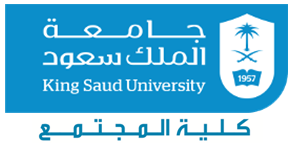 جامعة
الملك سعود
King Saud University
1957
كلية المجتمع